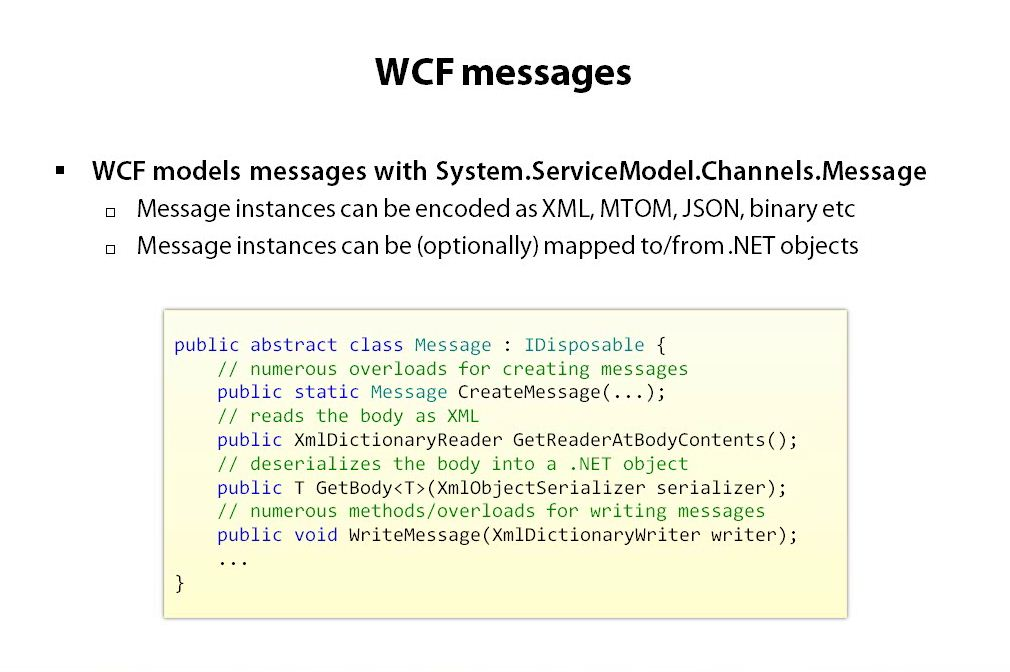 WCF messages
▪ WCF models messages with System.ServiceModel.Channels.Message
▫ Message instances can be encoded as XML, MTOM, JSON, binary etc
▫ Message instances can be (optionally) mapped to/from .NET objects
public abstract class Message : IDisposable {
    // numerous overloads for creating messages
    public static Message CreateMessage(...);
    // reads the body as XML
    public XmlDictionaryReader GetReaderAtBodyContents();
    // deserializes the body into a .NET object
    public T GetBody<T>(XmlObjectSerializer serializer);
    // numerous methods/overloads for writing messages
    public void WriteMessage(XmlDictionaryWriter writer);
    ...
}